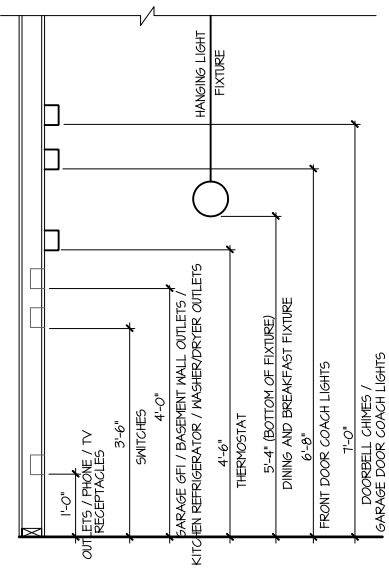 HANGING LIGHT
FIXTURE
1'-0"
OUTLETS / PHONE / TV
RECEPTACLES
3'-6"
SWITCHES
4'-0"
GARAGE GFI / BASEMENT WALL OUTLETS /
KITCHEN REFRIGERATOR / WASHER/DRYER OUTLETS
4'-6"
THERMOSTAT
5'-4" (BOTTOM OF FIXTURE)
DINING AND BREAKFAST FIXTURE
6'-8"
FRONT DOOR COACH LIGHTS
7'-0"
DOORBELL CHIMES /
GARAGE DOOR COACH LIGHTS